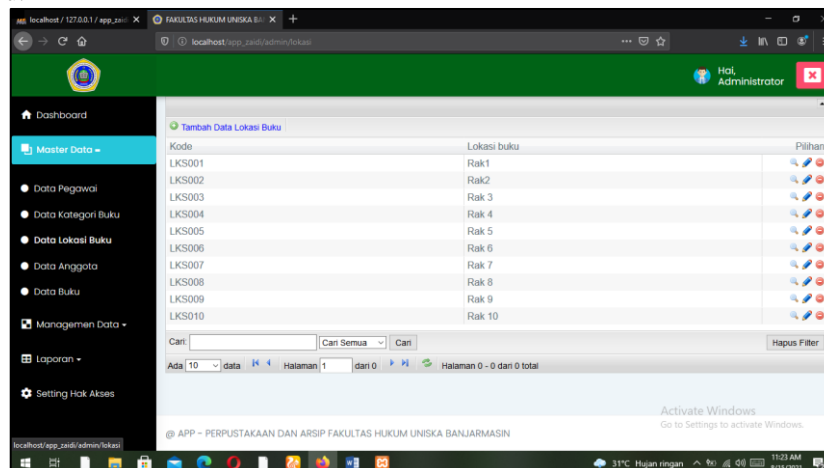 localhost / 127.0.0.1 / app_zaid
FAKULTAS HUKUM UNISKA BA
localhost/app_zaidi/admin/lokasi
Hai,
Administrator
Dashboard
Master Data
Data Pegawai
Data Kategori Buku
Data Lokasi Buku
Data Anggota
Data Buku
Managemen Data
Laporan
Setting Hak Akses
Tambah Data Lokasi Buku
Kode Lokasi buku Pilihan
LKS001 Rak1
LKS002 Rak2
LKS003 Rak 3
LKS004 Rak 4
LKS005 Rak 5
LKS006 Rak 6
LKS007 Rak 7
LKS008 Rak 8
LKS009 Rak 9
LKS010 Rak 10
Cari: Cari Semua Cari Hapus Filter
Ada 10 data Halaman 1 dari 0 Halaman 0 - 0 dari 0 total
Activate Windows
Go to Settings to activate Windows.
@ APP - PERPUSTAKAAN DAN ARSIP FAKULTAS HUKUM UNISKA BANJARMASIN
localhost/app_zaidi/admin/lokasi
31°C Hujan ringan
11:23 AM